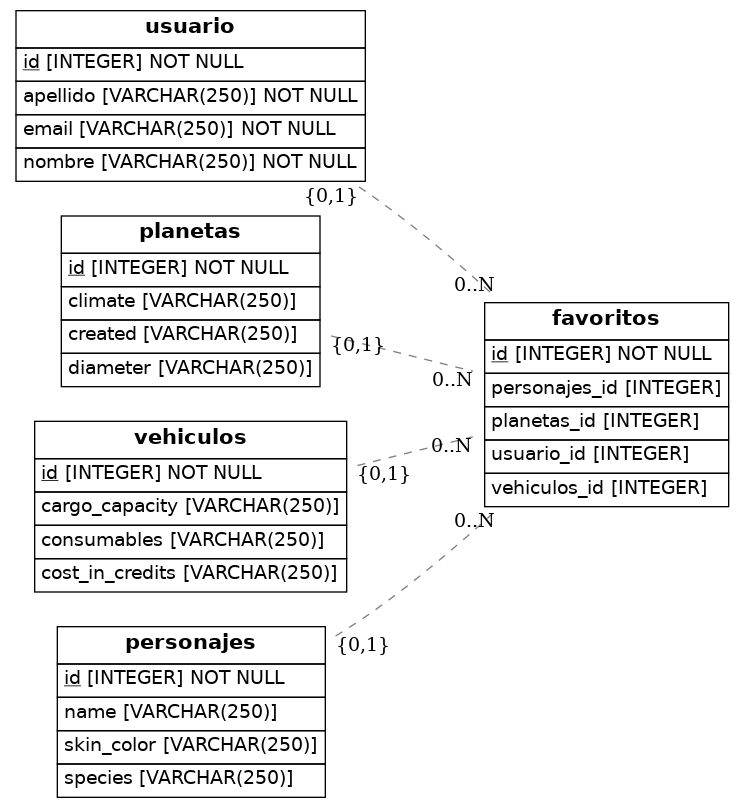 usuario
id [INTEGER] NOT NULL
apellido [VARCHAR(250)] NOT NULL
email [VARCHAR(250)] NOT NULL
nombre [VARCHAR(250)] NOT NULL
{0,1}
0..N
planetas
id [INTEGER] NOT NULL
climate [VARCHAR(250)]
created [VARCHAR(250)]
diameter [VARCHAR(250)]
{0,1}
0..N
favoritos
id [INTEGER] NOT NULL
personajes_id [INTEGER]
planetas_id [INTEGER]
usuario_id [INTEGER]
vehiculos_id [INTEGER]
vehiculos
id [INTEGER] NOT NULL
cargo_capacity [VARCHAR(250)]
consumables [VARCHAR(250)]
cost_in_credits [VARCHAR(250)]
0..N
{0,1}
0..N
personajes
id [INTEGER] NOT NULL
name [VARCHAR(250)]
skin_color [VARCHAR(250)]
species [VARCHAR(250)]
{0,1}